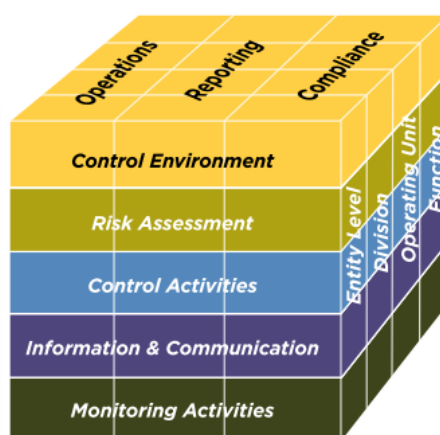 Operations
Reporting
Compliance
Control Environment
Risk Assessment
Control Activities
Information & Communication
Monitoring Activities
Entity Level
Division
Operating Unit
Function